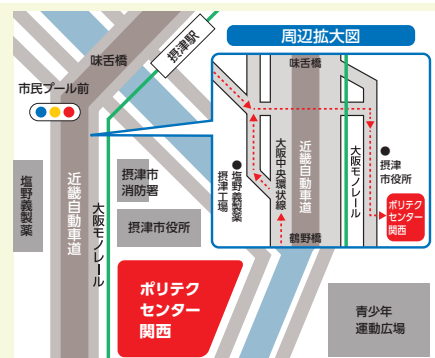 味舌橋
摂津駅
市民プール前
塩野義製薬
近畿自動車道
大阪モノレール
摂津市
消防署
摂津市役所
ポリテク
センター
関西
青少年
運動広場
周辺拡大図
味舌橋
塩野義製薬
摂津工場
大阪中央環状線
近畿自動車道
大阪モノレール
摂津
市役所
ポリテク
センター
関西
鶴野橋